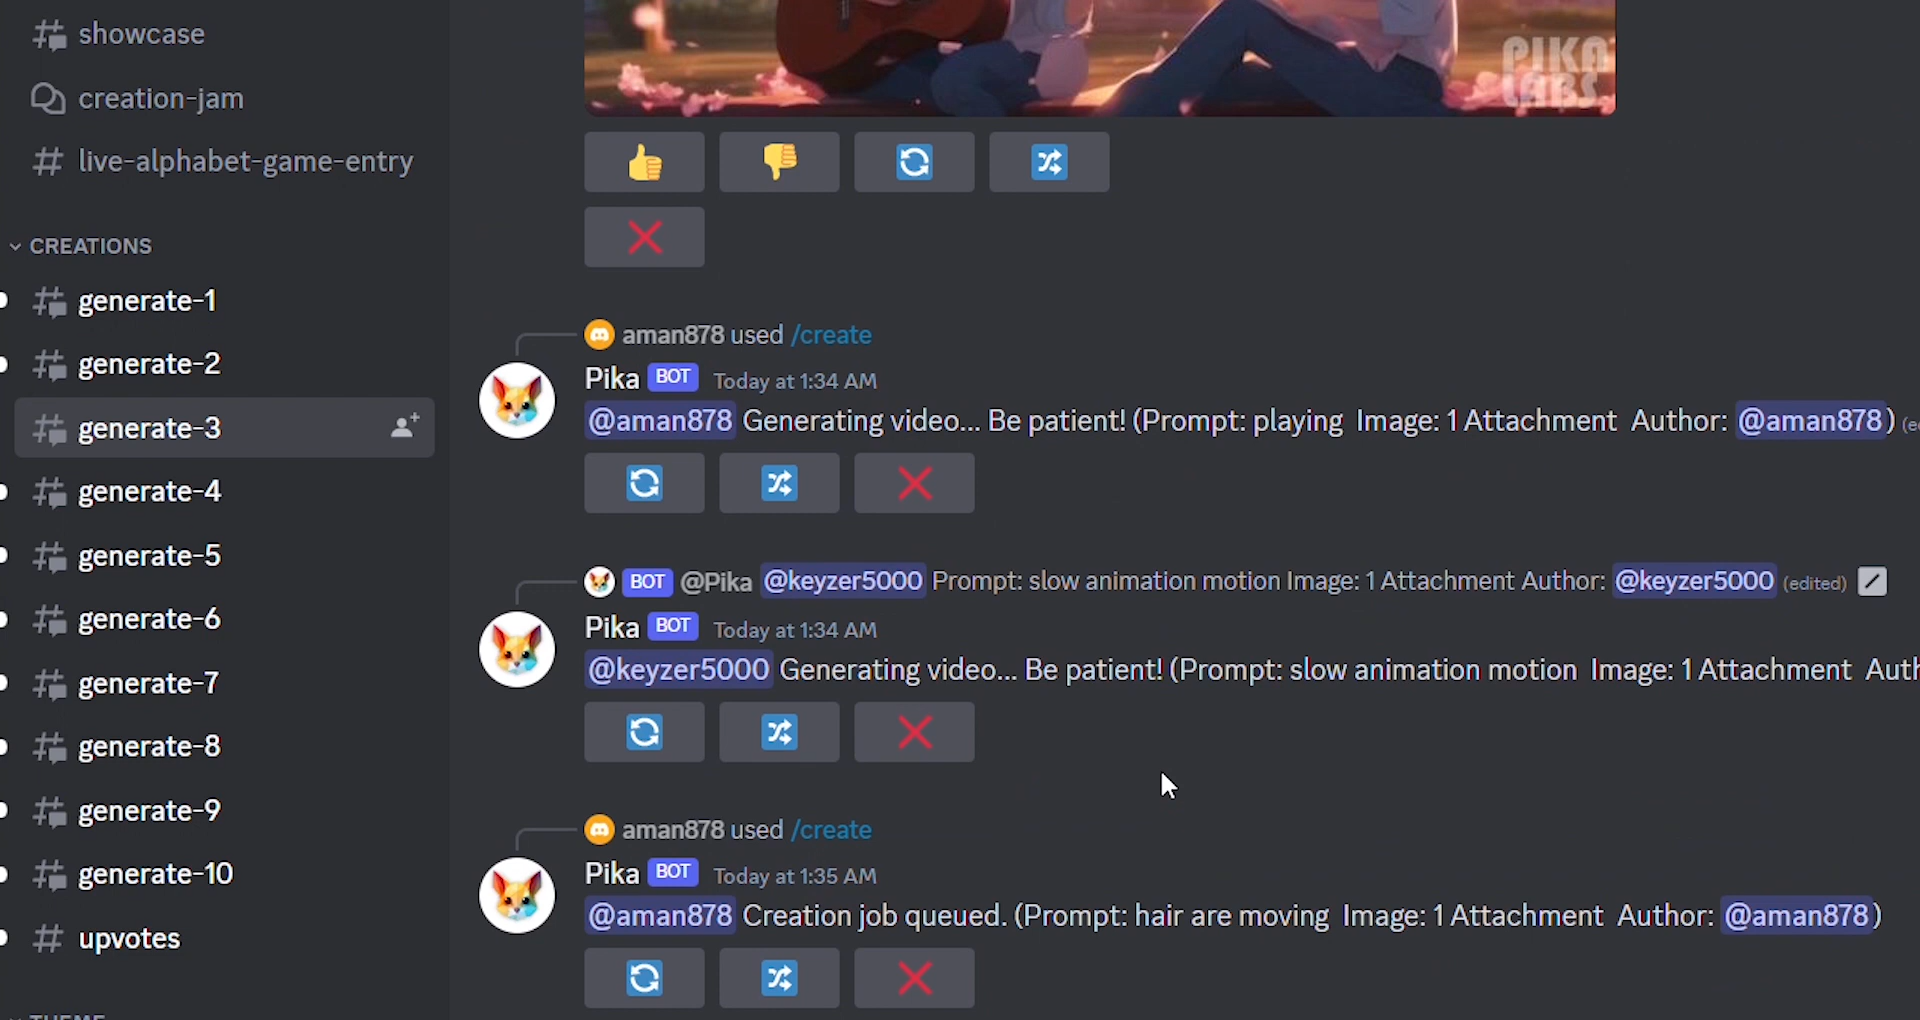 showcase
creation-jam
live-alphabet-game-entry
CREATIONS
generate-1
generate-2
generate-3
generate-4
generate-5
generate-6
generate-7
generate-8
generate-9
generate-10
upvotes
THEME
PIKA
LABS
aman878 used /create
Pika BOT Today at 1:34 AM
@aman878 Generating video... Be patient! (Prompt: playing Image: 1 Attachment Author: @aman878)
BOT @Pika @keyzer5000 Prompt: slow animation motion Image: 1 Attachment Author: @keyzer5000 (edited)
Pika BOT Today at 1:34 AM
@keyzer5000 Generating video... Be patient! (Prompt: slow animation motion Image: 1 Attachment
aman878 used /create
Pika BOT Today at 1:35 AM
@aman878 Creation job queued. (Prompt: hair are moving Image: 1 Attachment Author: @aman878)